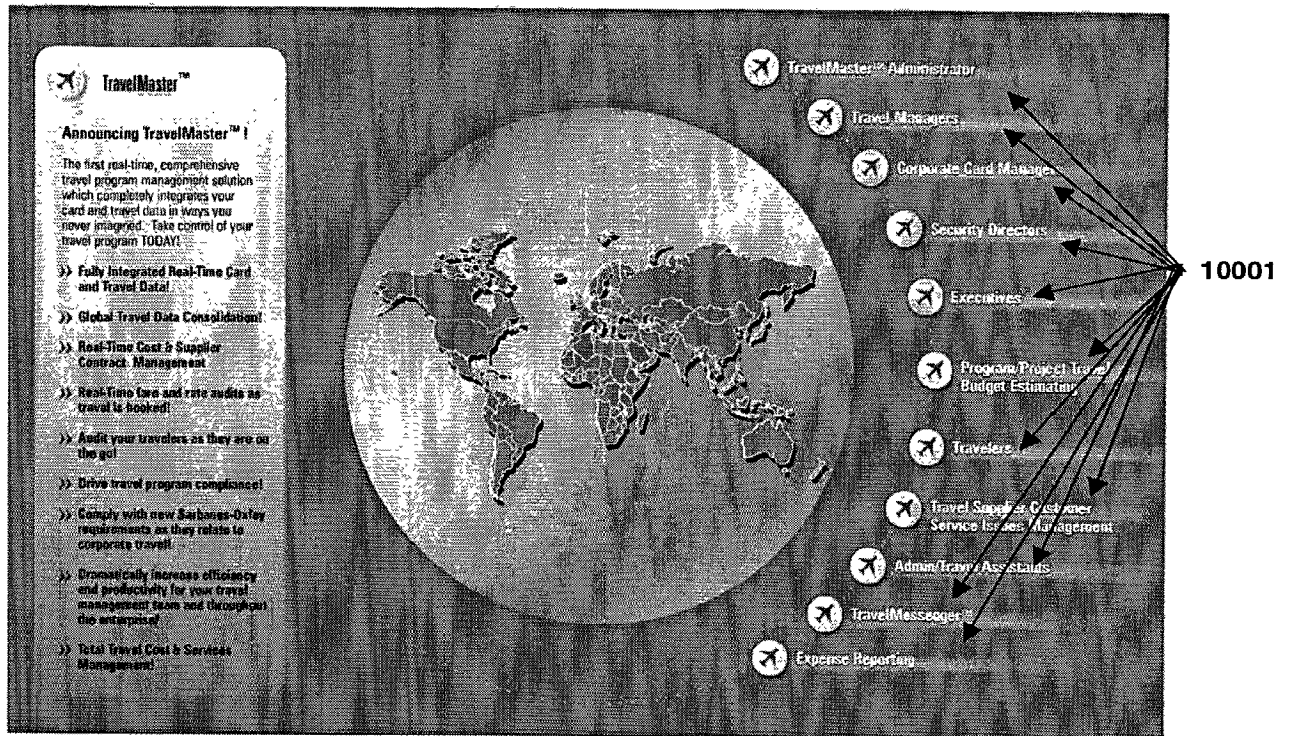 TravelMaster™
Announcing TravelMaster™ !
The first real-time, comprehensive
travel program management solution
which completely integrates your
card and travel data in ways you
never imagined. Take control of your
travel program TODAY!
>> Fully Integrated Real-Time Card
and Travel Data!
>> Global Travel Data Consolidation!
>> Real-Time Cost & Supplier
Contract Management
>> Real-Time fare and rate audits as
travel is booked!
>> Audit your travelers as they are on
the go!
>> Drive travel program compliance!
>> Comply with new Sarbanes-Oxley
requirements as they relate to
corporate travel!
>> Dramatically increase efficiency
and productivity for your travel
management team and throughout
the enterprise!
>> Total Travel Cost & Services
Management!
TravelMaster™ Administrator
Travel Managers
Corporate Card Manager
Security Directors
Executives
Program/Project Travel
Budget Estimating
Travelers
Travel Supplier Customer
Service Issues Management
Admin/Travel Assistants
TravelMessenger™
Expense Reporting
10001